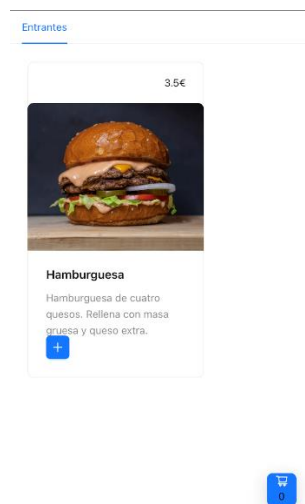 Entrantes
3.5€
Hamburguesa
Hamburguesa de cuatro
quesos. Rellena con masa
gruesa y queso extra.
+
0